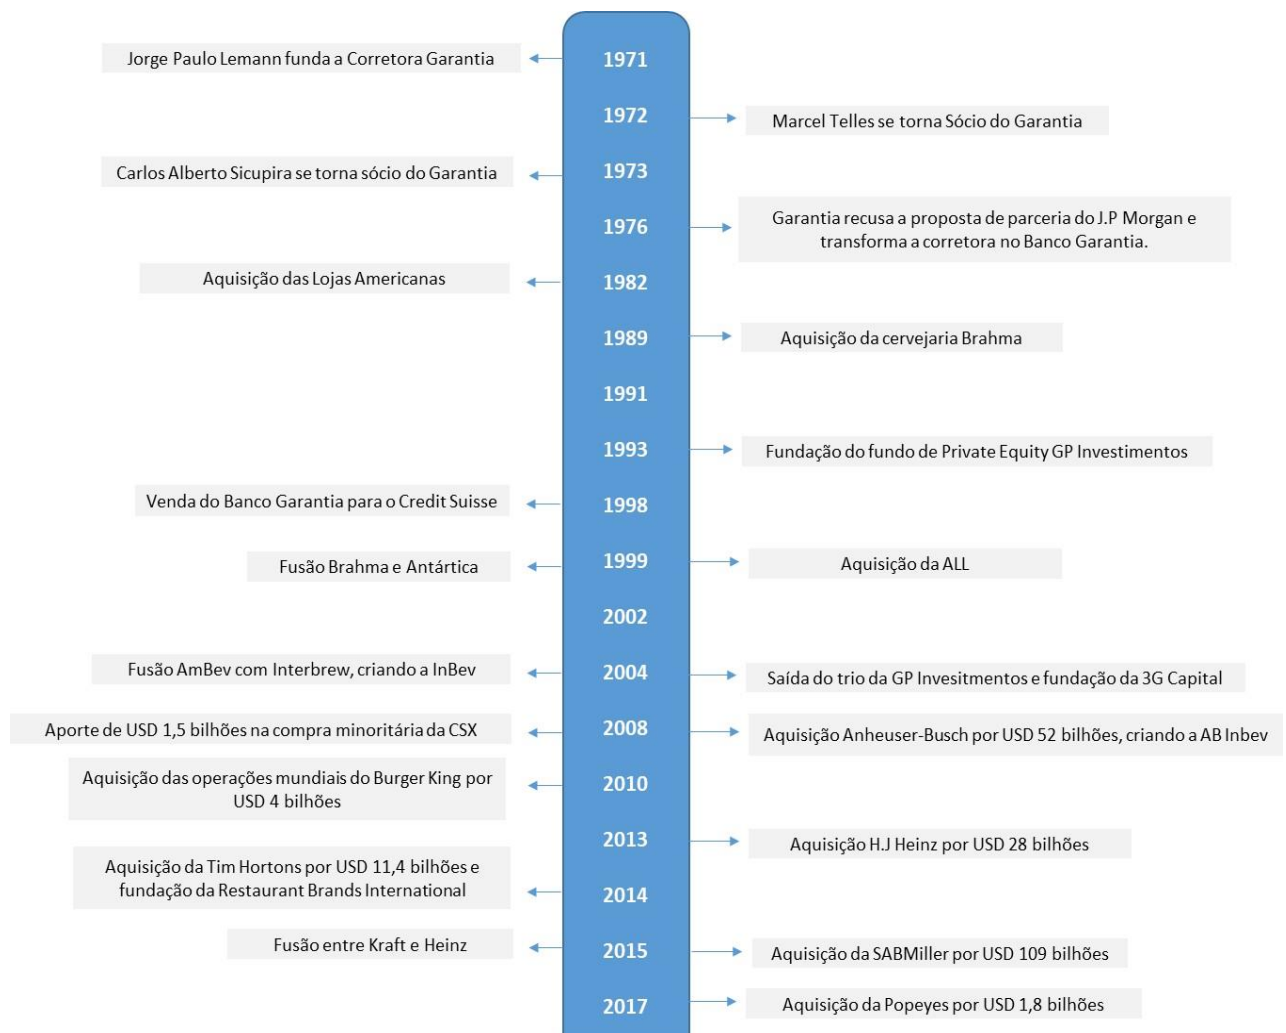 Jorge Paulo Lemann funda a Corretora Garantia
1971
1972
Marcel Telles se torna Sócio do Garantia
Carlos Alberto Sicupira se torna sócio do Garantia
1973
1976
Garantia recusa a proposta de parceria do J.P Morgan e
transforma a corretora no Banco Garantia.
Aquisição das Lojas Americanas
1982
1989
Aquisição da cervejaria Brahma
1991
1993
Fundação do fundo de Private Equity GP Investimentos
Venda do Banco Garantia para o Credit Suisse
1998
Fusão Brahma e Antártica
1999
Aquisição da ALL
2002
Fusão AmBev com Interbrew, criando a InBev
2004
Saída do trio da GP Invesitmentos e fundação da 3G Capital
Aporte de USD 1,5 bilhões na compra minoritária da CSX
2008
Aquisição Anheuser-Busch por USD 52 bilhões, criando a AB Inbev
Aquisição das operações mundiais do Burger King por
USD 4 bilhões
2010
2013
Aquisição H.J Heinz por USD 28 bilhões
Aquisição da Tim Hortons por USD 11,4 bilhões e
fundação da Restaurant Brands International
2014
Fusão entre Kraft e Heinz
2015
Aquisição da SABMiller por USD 109 bilhões
2017
Aquisição da Popeyes por USD 1,8 bilhões